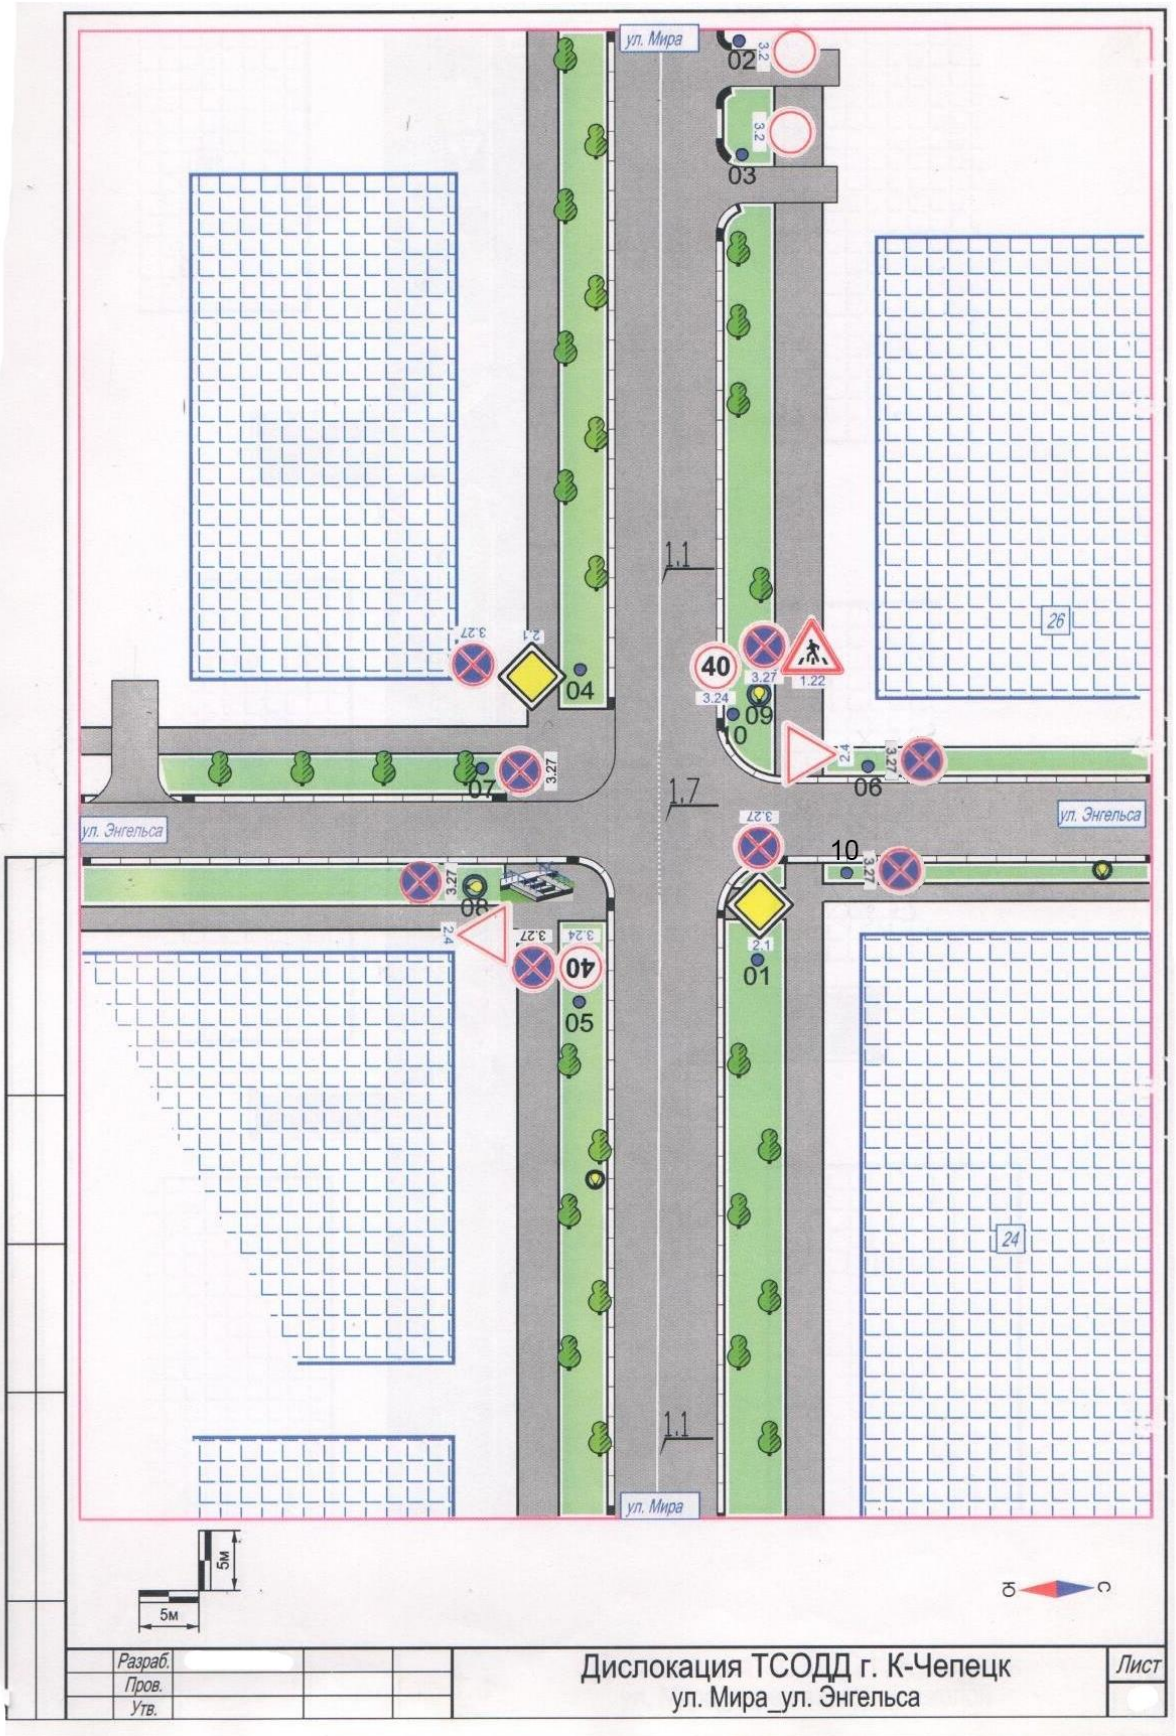 ул. Мира
02
3.2
3.2
03
1.1
26
3.27
2.1
04
40
3.24
3.27
1.22
09
10
2.4
3.27
06
07
3.27
1.7
ул. Энгельса
ул. Энгельса
3.27
10
3.27
3.27
08
2.4
3.27
3.24
40
2.1
01
05
24
1.1
ул. Мира
5м
5м
Ю
С
Разраб.
Пров.
Утв.
Дислокация ТСОДД г. К-Чепецк
ул. Мира_ул. Энгельса
Лист